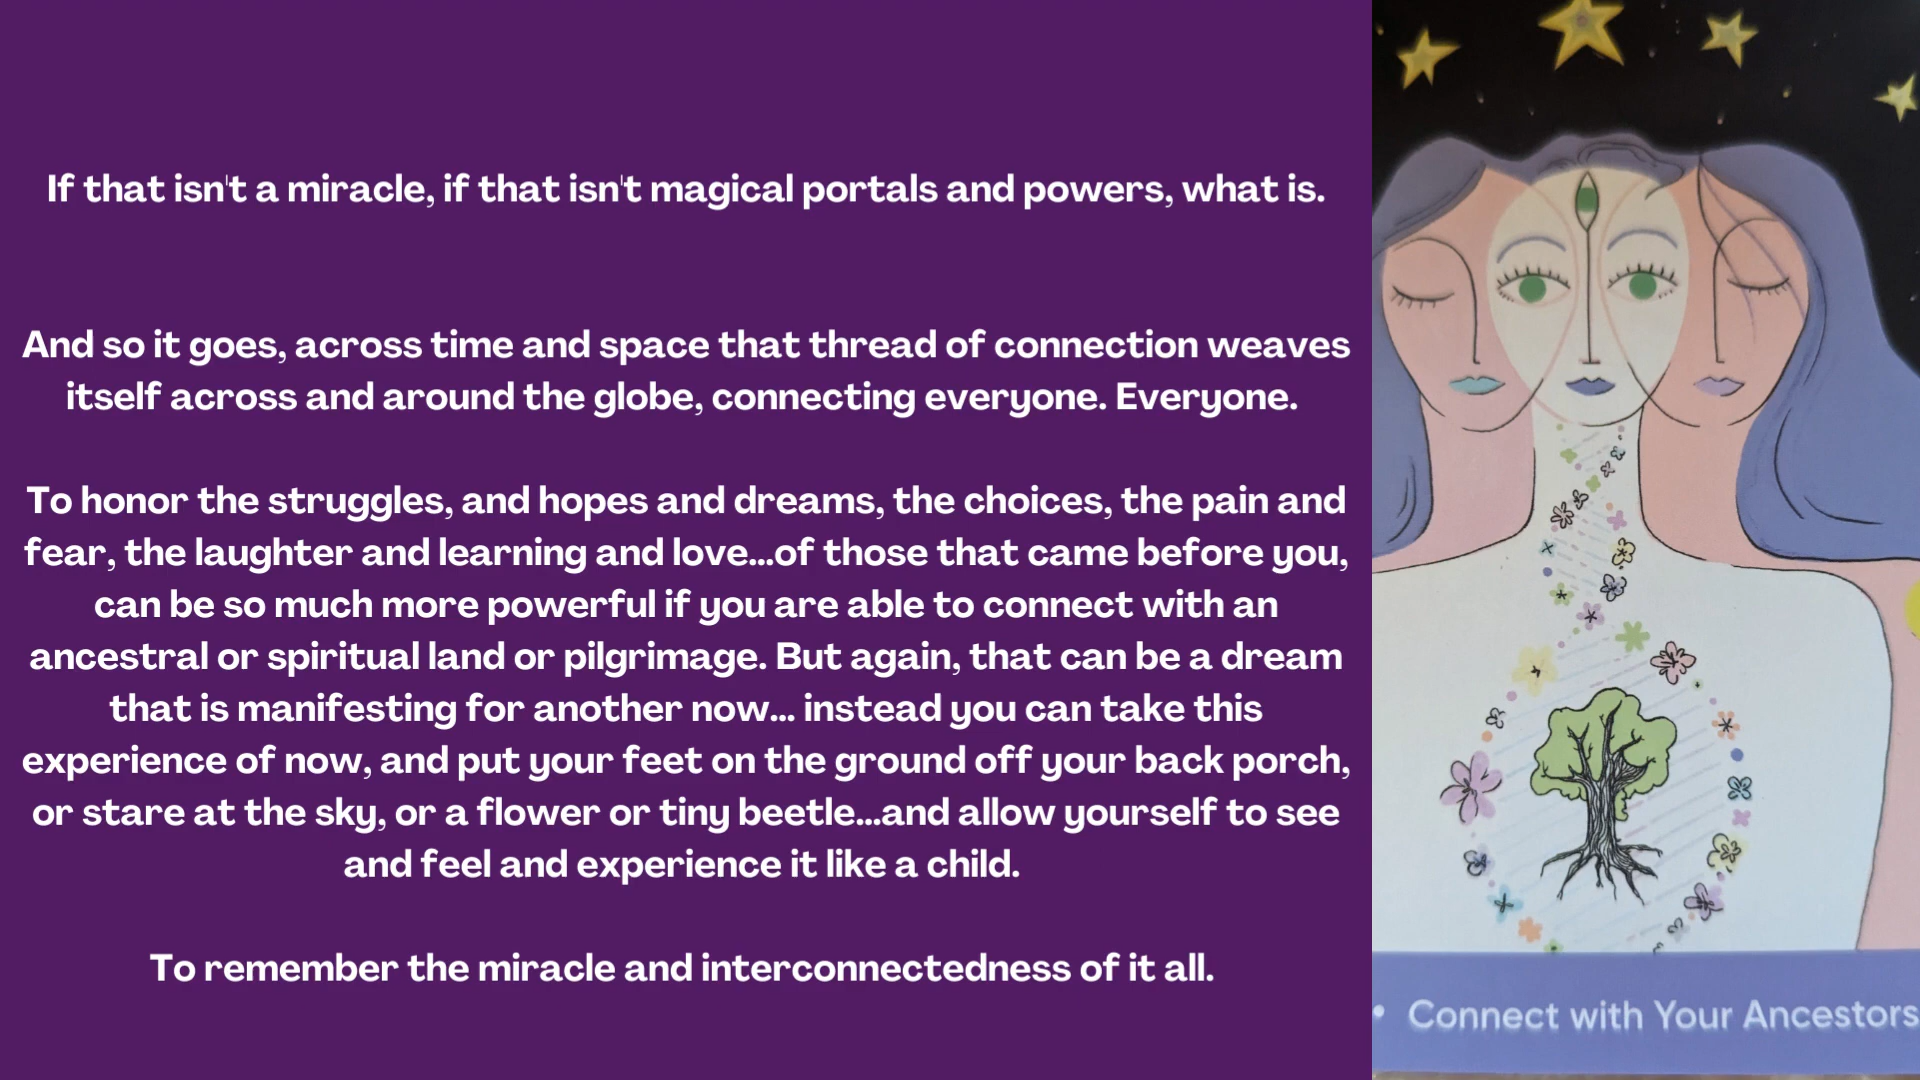 If that isn't a miracle, if that isn't magical portals and powers, what is.
And so it goes, across time and space that thread of connection weaves
itself across and around the globe, connecting everyone. Everyone.
To honor the struggles, and hopes and dreams, the choices, the pain and
fear, the laughter and learning and love...of those that came before you,
can be so much more powerful if you are able to connect with an
ancestral or spiritual land or pilgrimage. But again, that can be a dream
that is manifesting for another now... instead you can take this
experience of now, and put your feet on the ground off your back porch,
or stare at the sky, or a flower or tiny beetle...and allow yourself to see
and feel and experience it like a child.
To remember the miracle and interconnectedness of it all.
• Connect with Your Ancestors